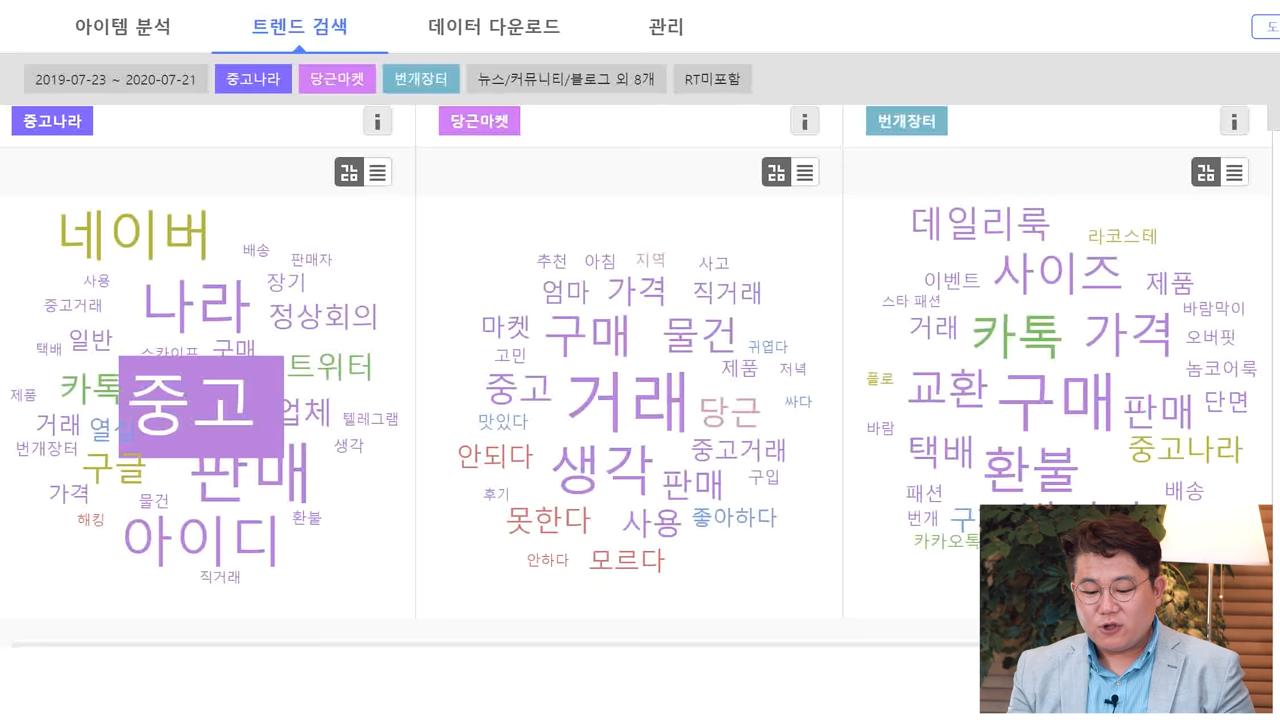 아이템 분석 트렌드 검색 데이터 다운로드 관리
2019-07-23 ~ 2020-07-21 중고나라 당근마켓 번개장터 뉴스/커뮤니티/블로그 외 8개 RT미포함
중고나라
네이버
배송
판매자
사용
장기
나라
중고거래
정상회의
일반
택배
스카이프
구매
트위터
제품
카톡
중고
거래
업체
텔레그램
번개장터
생각
구글
판매
가격
물건
해킹
환불
아이디
직거래
당근마켓
추천 아침 지역 사고
엄마 가격 직거래
마켓 구매 물건
고민
귀엽다
제품 저녁
중고 거래 당근 싸다
맛있다
안되다 생각 중고거래
판매 구입
후기
못한다 사용 좋아하다
안하다 모르다
번개장터
데일리룩 라코스테
이벤트 사이즈 제품
스타 패션
바람막이
거래 카톡 가격 오버핏
놈코어룩
플로
교환 구매 판매 단면
바람
택배 환불 중고나라
패션 배송
번개
카카오톡